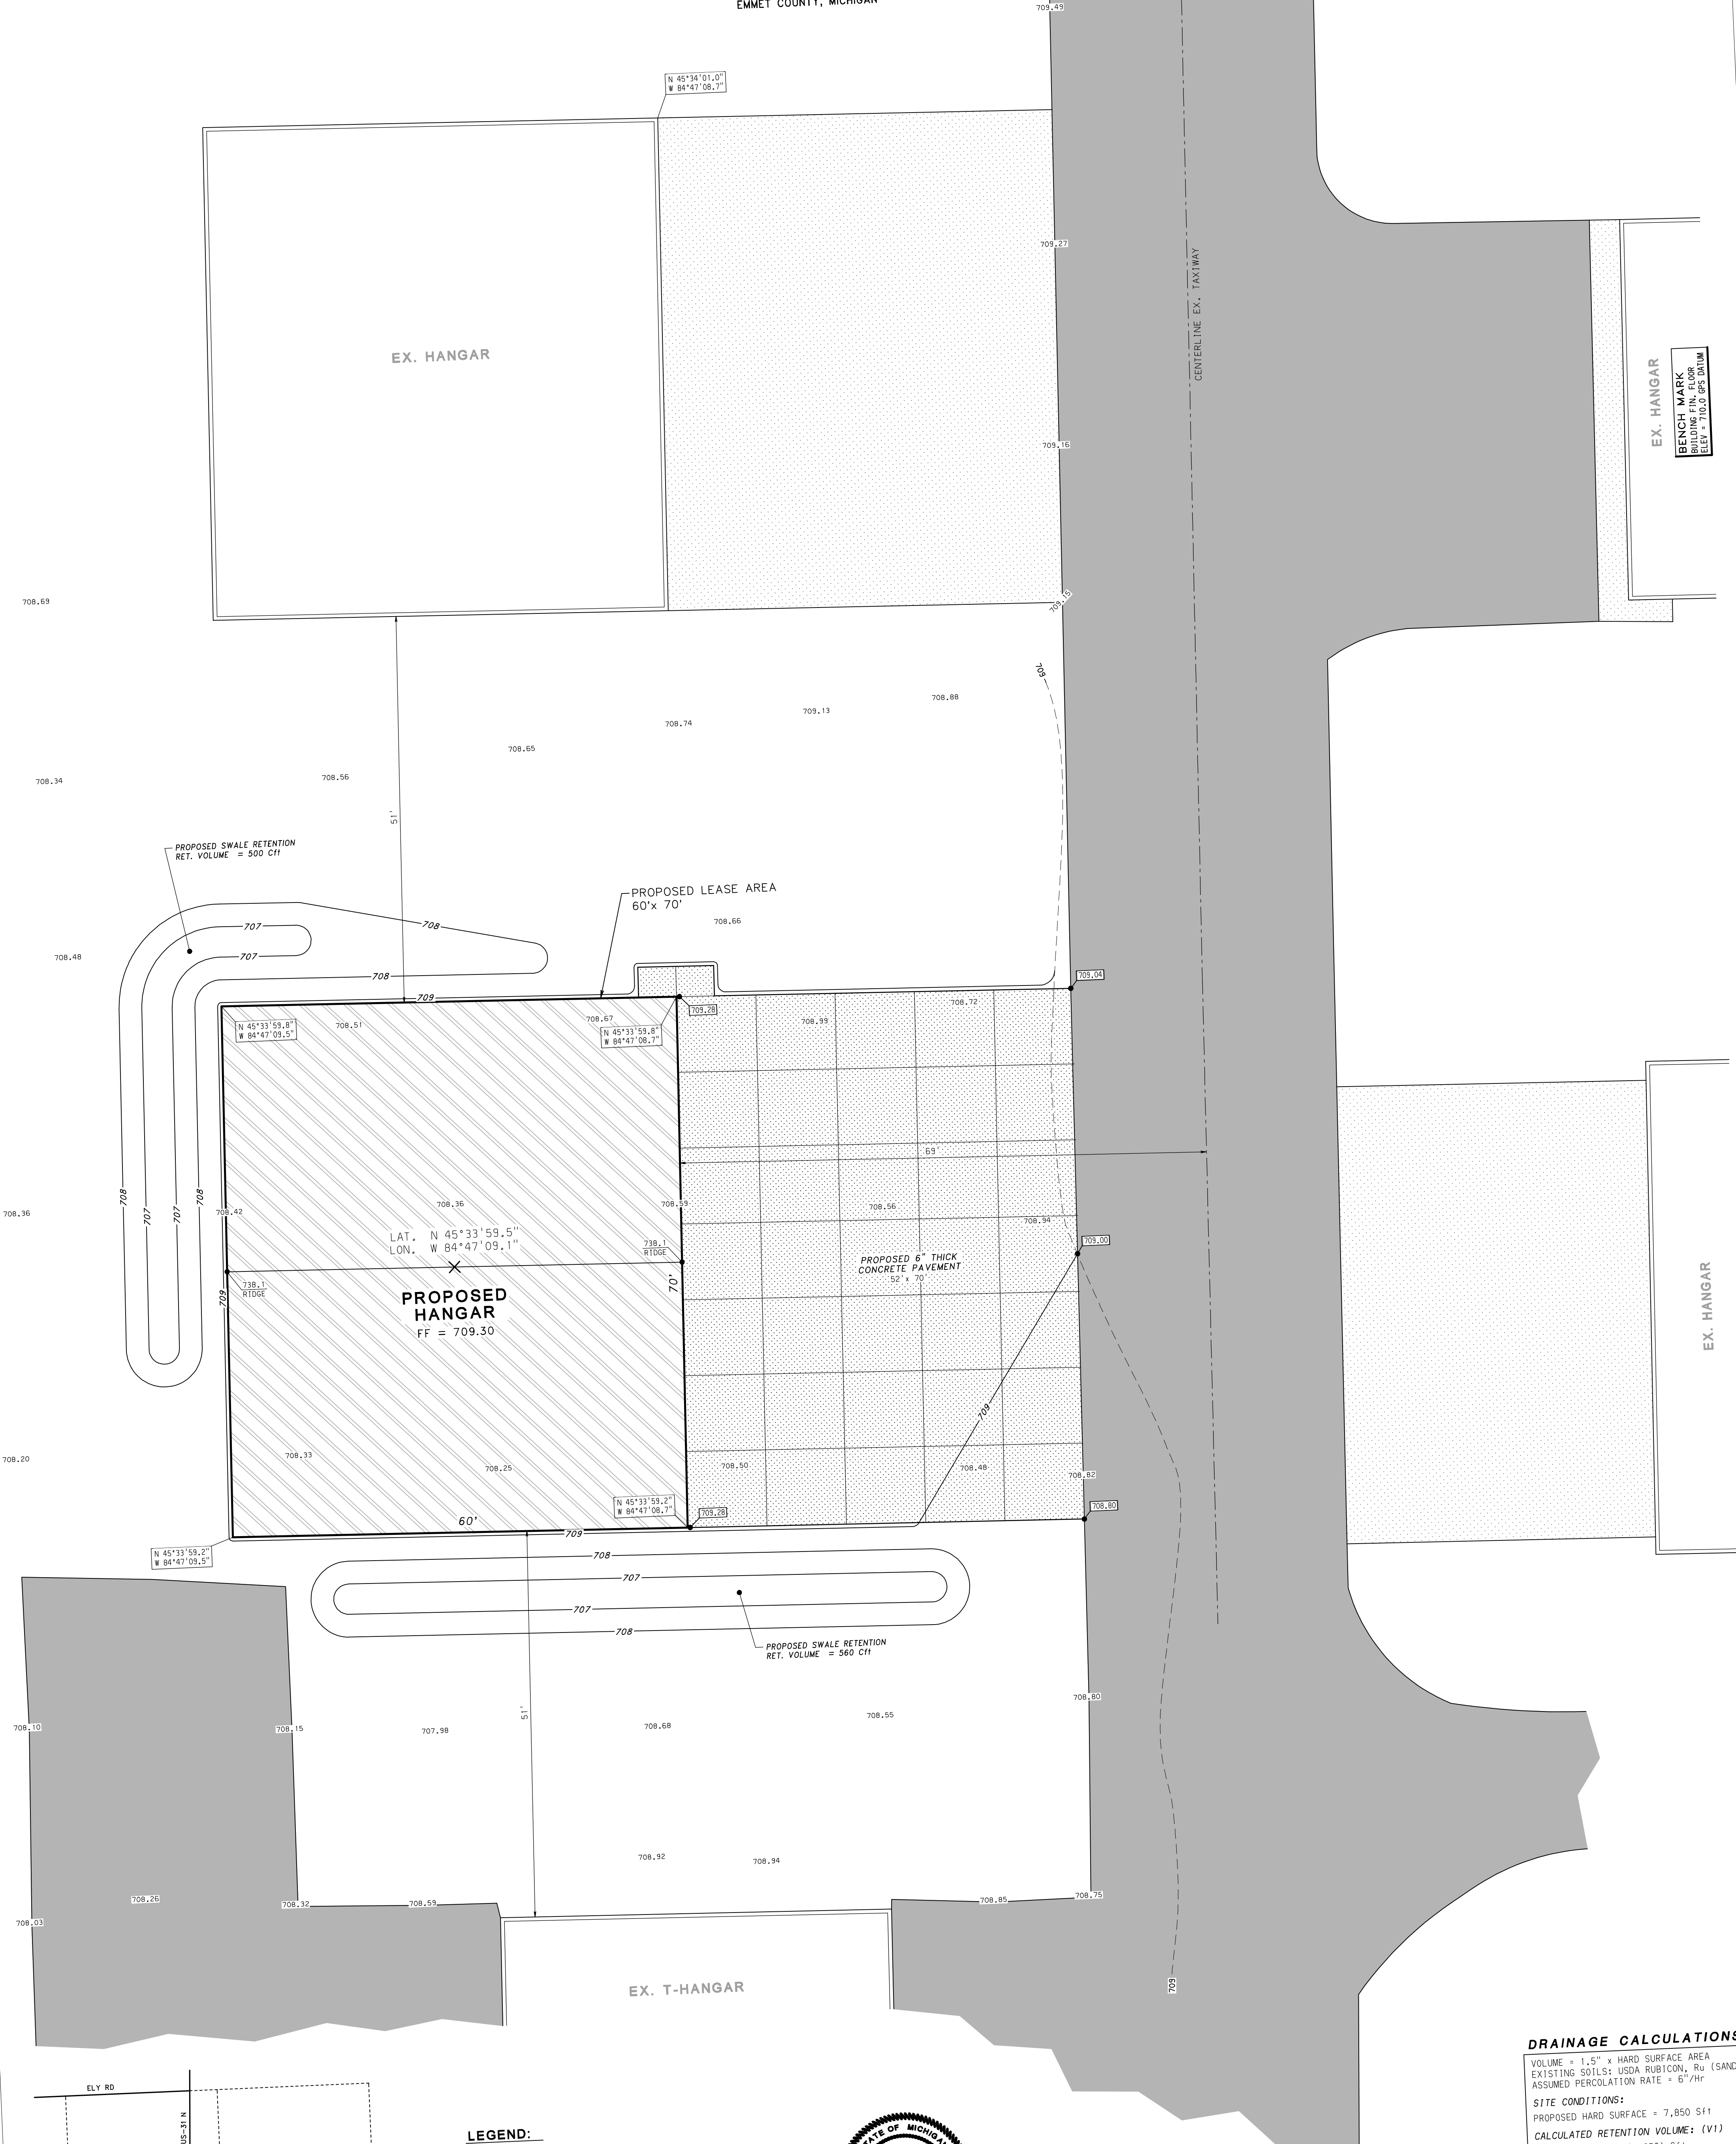 EMMET COUNTY, MICHIGAN
709.49
N 45°34'01.0"
W 84°47'08.7"
709.27
CENTERLINE EX. TAXIWAY
EX. HANGAR
EX. HANGAR
BENCH MARK
BUILDING FIN. FLOOR
ELEV = 710.0 GPS DATUM
709.16
708.69
709.15
709
708.88
709.13
708.74
708.65
708.56
708.34
51'
PROPOSED SWALE RETENTION
RET. VOLUME = 500 Cft
PROPOSED LEASE AREA
60'x 70'
708.66
707
708
708.48
707
708
709.04
709
709.28
708.72
N 45°33'59.8"
W 84°47'09.5"
708.51
708.67
708.99
N 45°33'59.8"
W 84°47'08.7"
69'
708
707
707
708
708.36
708.42
708.36
708.59
708.56
708.94
LAT. N 45°33'59.5"
LON. W 84°47'09.1"
738.1
RIDGE
709.00
PROPOSED 6" THICK
CONCRETE PAVEMENT
52'x 70'
738.1
RIDGE
70'
709
PROPOSED
HANGAR
FF = 709.30
EX. HANGAR
709
708.20
708.33
708.25
708.50
708.48
708.82
N 45°33'59.2"
W 84°47'08.7"
709.28
708.80
60'
709
N 45°33'59.2"
W 84°47'09.5"
708
707
707
708
PROPOSED SWALE RETENTION
RET. VOLUME = 560 Cft
51'
708.80
708.10
708.15
707.98
708.68
708.55
708.92
708.94
708.26
708.32
708.59
708.85
708.75
708.03
EX. T-HANGAR
709
DRAINAGE CALCULATIONS
VOLUME = 1.5" x HARD SURFACE AREA
EXISTING SOILS: USDA RUBICON, Ru (SAND
ASSUMED PERCOLATION RATE = 6"/Hr
SITE CONDITIONS:
PROPOSED HARD SURFACE = 7,850 Sft
CALCULATED RETENTION VOLUME: (V1)
ELY RD
US-31 N
LEGEND:
STATE OF MICHIGAN